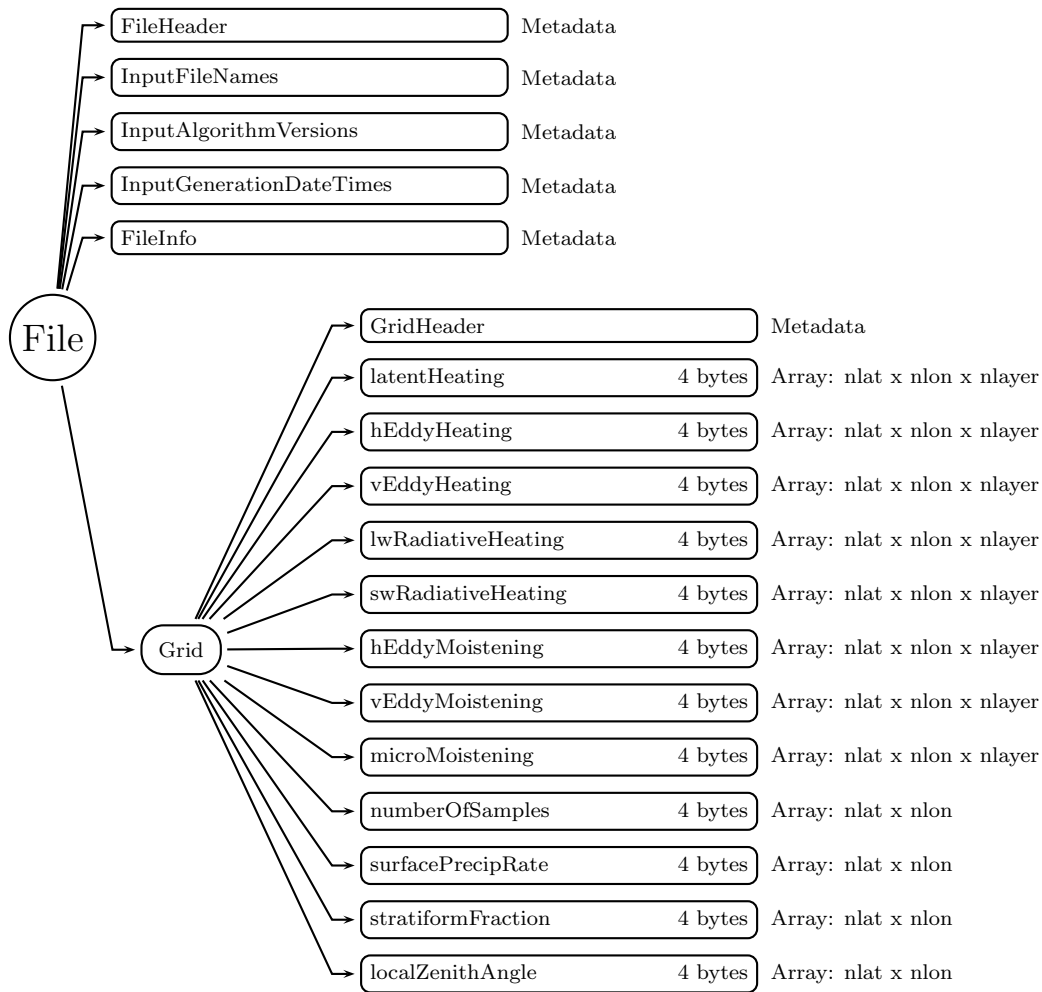 FileHeader Metadata
InputFileNames Metadata
InputAlgorithmVersions Metadata
InputGenerationDateTimes Metadata
FileInfo Metadata
File
GridHeader Metadata
latentHeating 4 bytes Array: nlat x nlon x nlayer
hEddyHeating 4 bytes Array: nlat x nlon x nlayer
vEddyHeating 4 bytes Array: nlat x nlon x nlayer
lwRadiativeHeating 4 bytes Array: nlat x nlon x nlayer
swRadiativeHeating 4 bytes Array: nlat x nlon x nlayer
Grid
hEddyMoistening 4 bytes Array: nlat x nlon x nlayer
vEddyMoistening 4 bytes Array: nlat x nlon x nlayer
microMoistening 4 bytes Array: nlat x nlon x nlayer
numberOfSamples 4 bytes Array: nlat x nlon
surfacePrecipRate 4 bytes Array: nlat x nlon
stratiformFraction 4 bytes Array: nlat x nlon
localZenithAngle 4 bytes Array: nlat x nlon